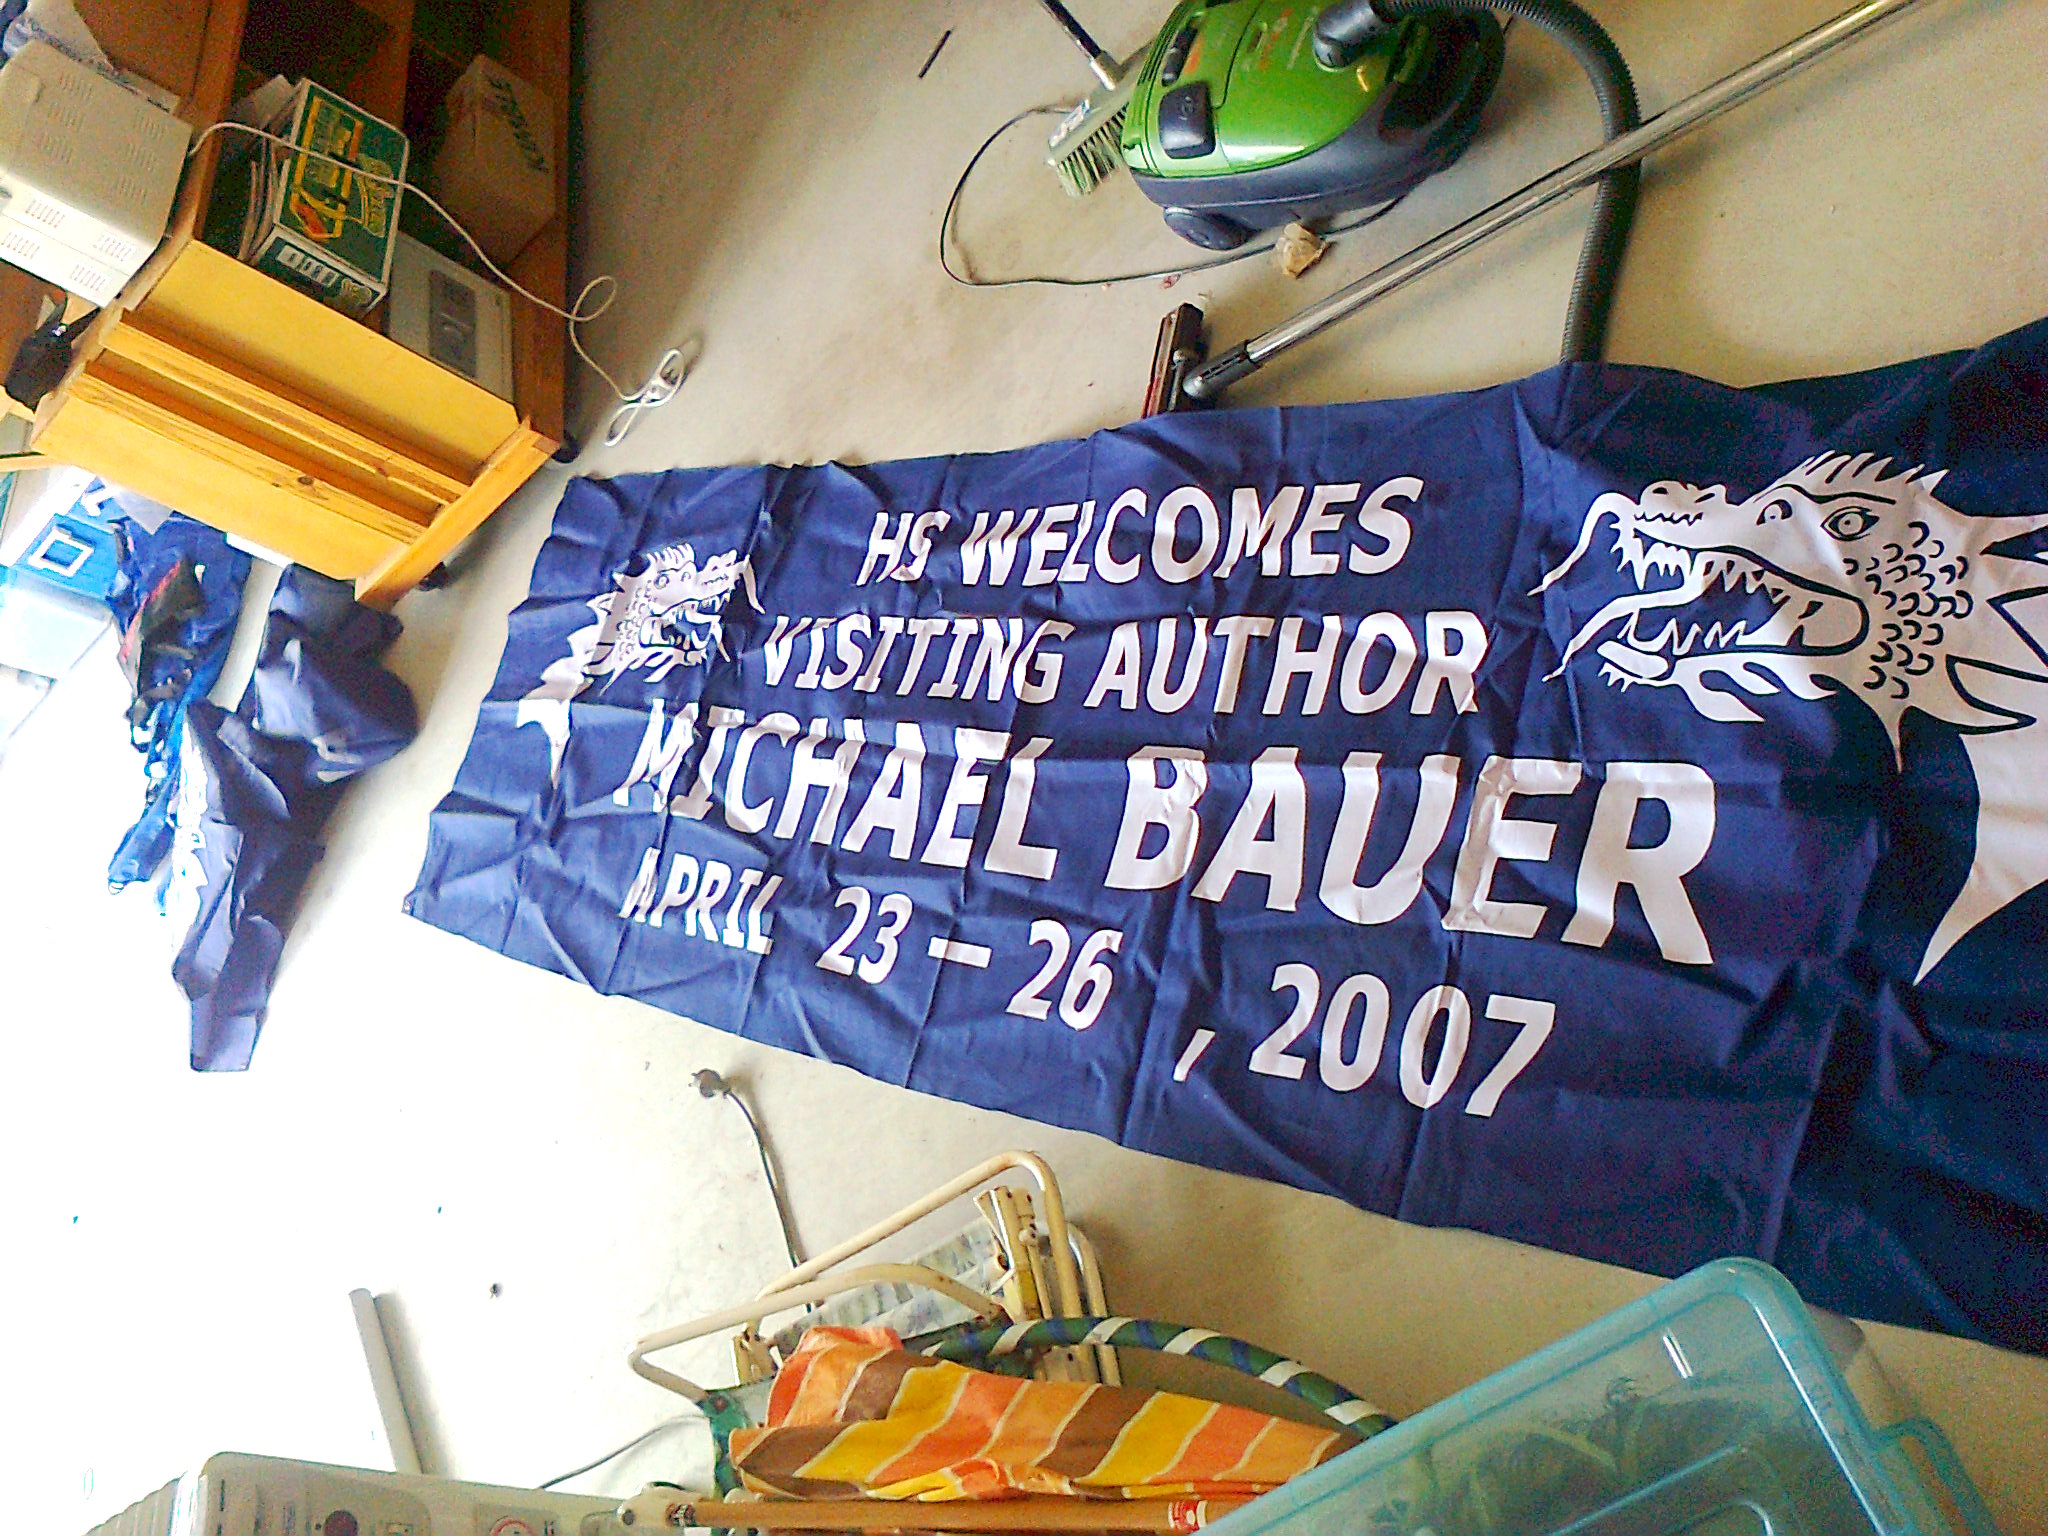 HS WELCOMES
VISITING AUTHOR
MICHAEL BAUER
APRIL 23 - 26 , 2007